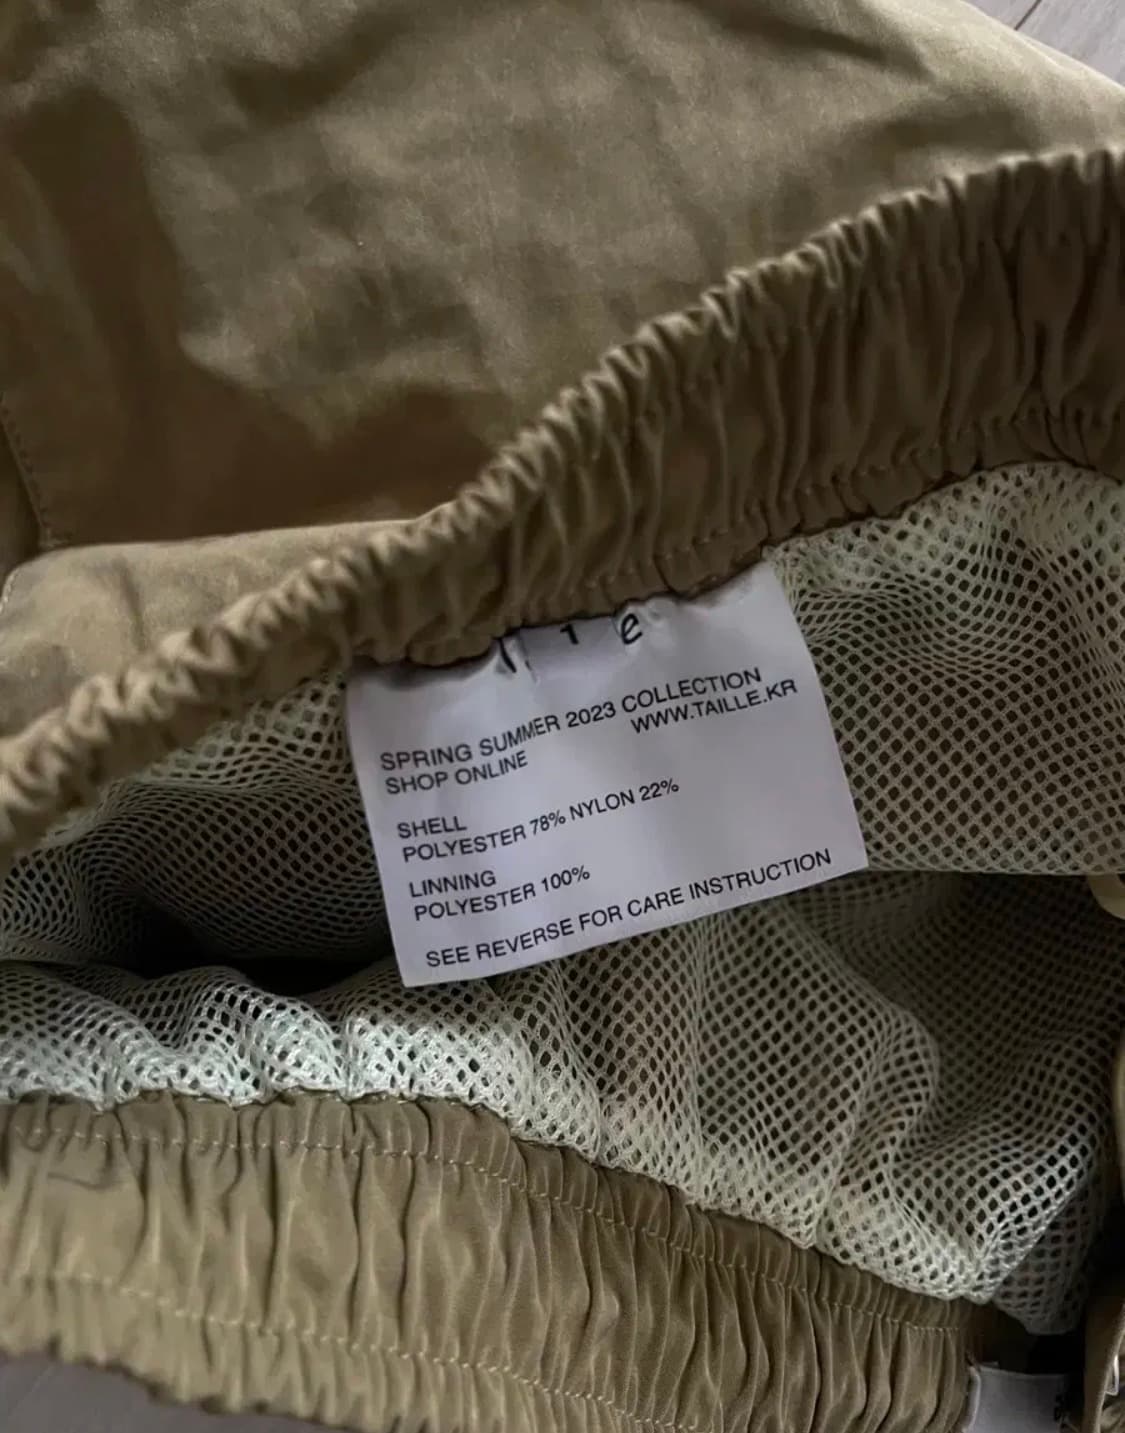 SPRING SUMMER 2023 COLLECTION
SHOP ONLINE WWW.TAILLE.KR
SHELL
POLYESTER 78% NYLON 22%
LINNING
POLYESTER 100%
SEE REVERSE FOR CARE INSTRUCTION